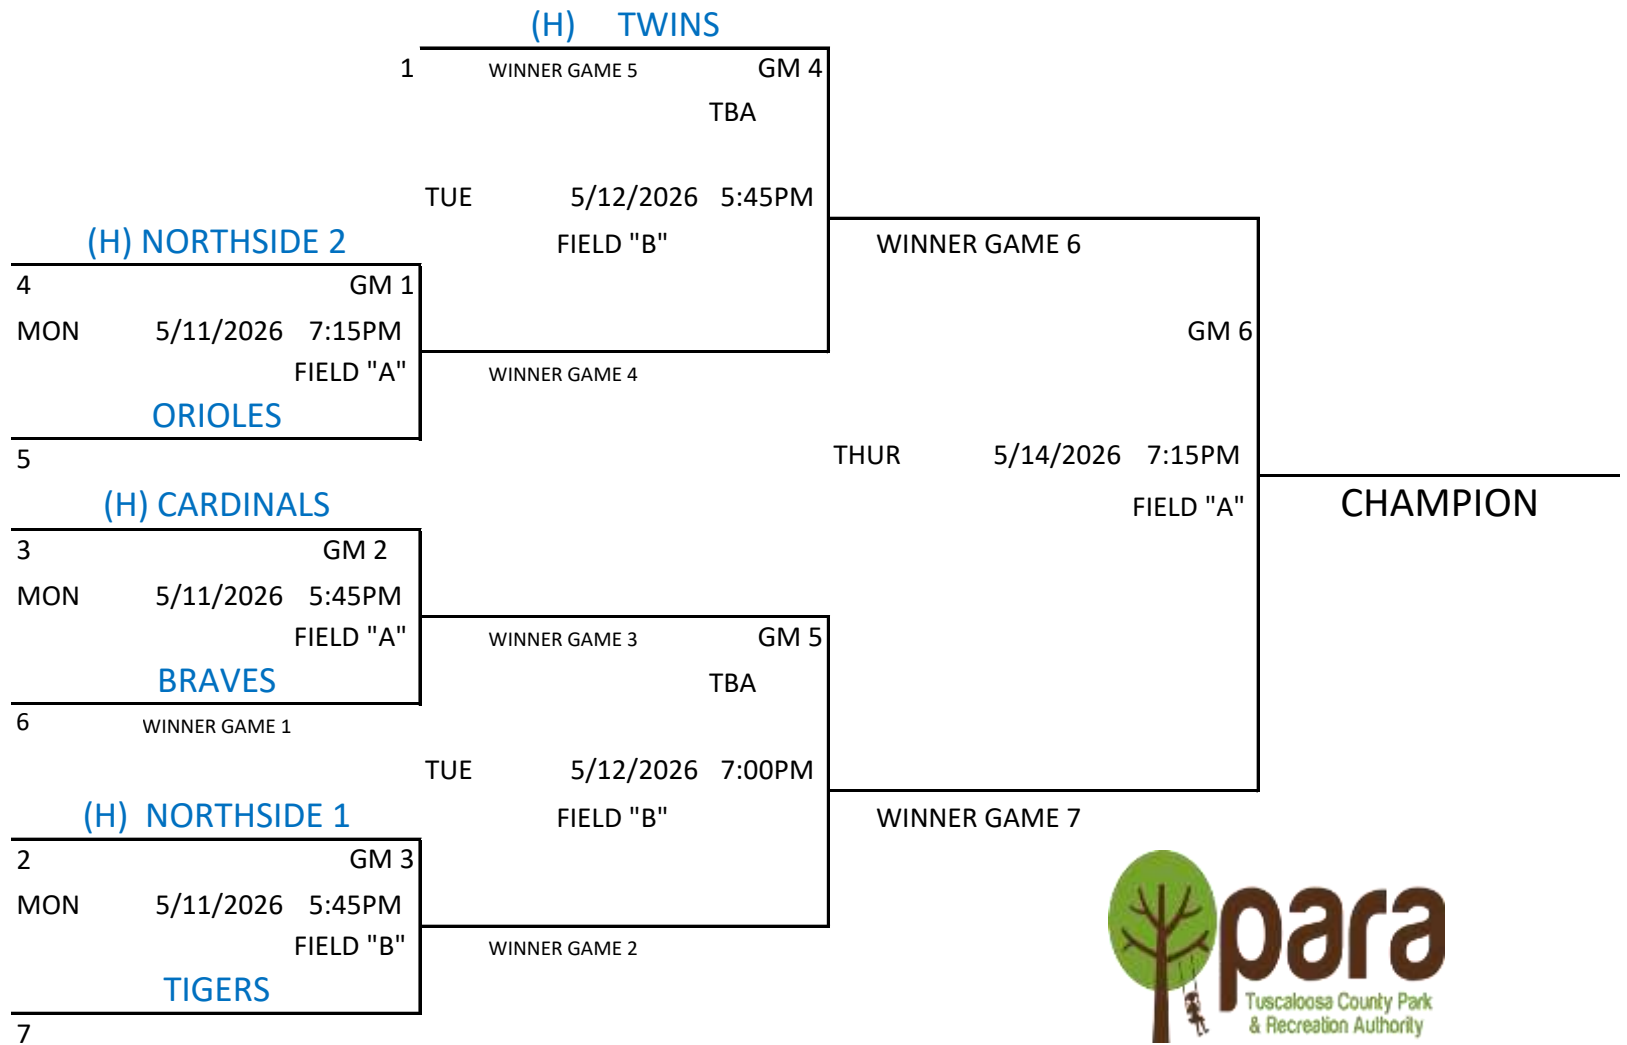 (H) TWINS
1 WINNER GAME 5 GM 4
TBA
TUE 5/12/2026 5:45PM
FIELD "B"
(H) NORTHSIDE 2
4 GM 1
MON 5/11/2026 7:15PM
FIELD "A"
ORIOLES
5
WINNER GAME 4
WINNER GAME 6
GM 6
THUR 5/14/2026 7:15PM
FIELD "A"
CHAMPION
(H) CARDINALS
3 GM 2
MON 5/11/2026 5:45PM
FIELD "A"
BRAVES
6 WINNER GAME 1
WINNER GAME 3 GM 5
TBA
TUE 5/12/2026 7:00PM
FIELD "B"
WINNER GAME 7
(H) NORTHSIDE 1
2 GM 3
MON 5/11/2026 5:45PM
FIELD "B"
TIGERS
7
WINNER GAME 2
para
Tuscaloosa County Park
& Recreation Authority